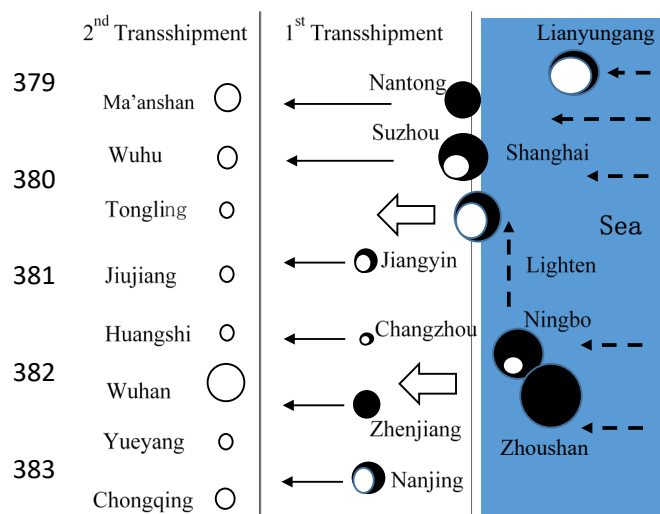 2nd Transshipment 1st Transshipment Lianyungang
379
Nantong
Ma'anshan
Suzhou
Wuhu Shanghai
380
Tongling
Sea
Jiangyin
Lighten
381 Jiujiang
Ningbo
Huangshi Changzhou
382
Wuhan
Zhenjiang
Yueyang Zhoushan
383
Nanjing
Chongqing